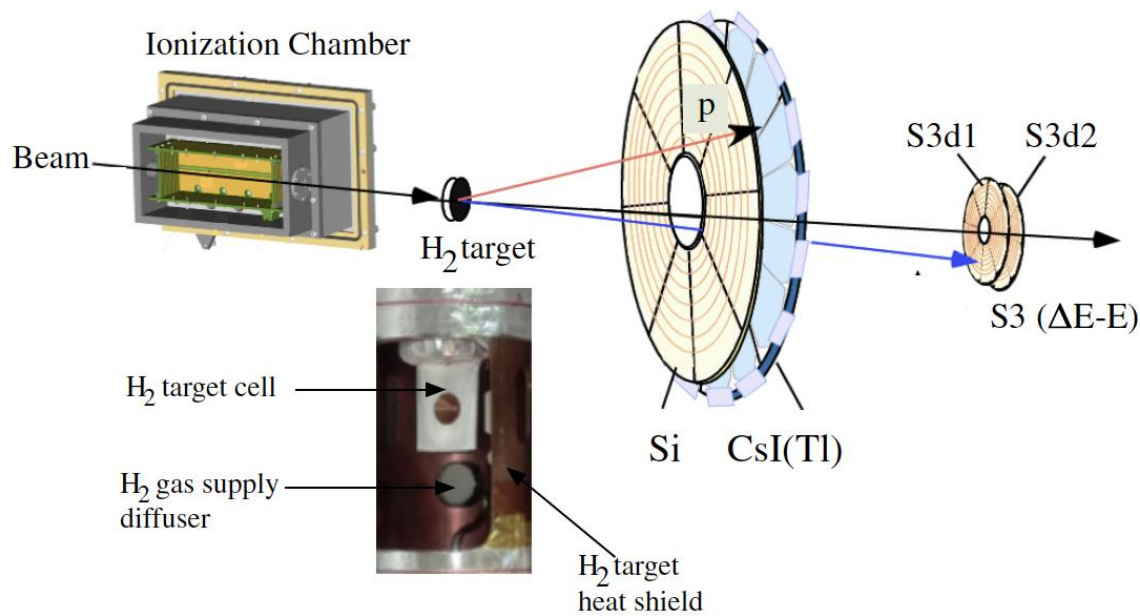 Ionization Chamber
Beam
H2 target
p
S3d1 S3d2
S3 (ΔE-E)
Si CsI(Tl)
H2 target cell
H2 gas supply
diffuser
H2 target
heat shield